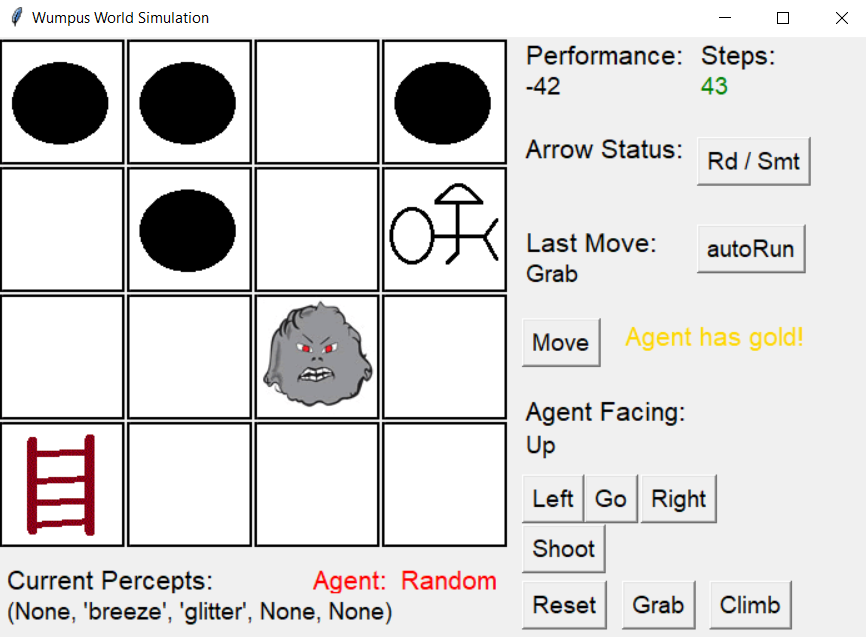 Wumpus World Simulation
Performance: Steps:
-42 43
Arrow Status: Rd / Smt
Last Move: autoRun
Grab
Move Agent has gold!
Agent Facing:
Up
Left Go Right
Shoot
Reset Grab Climb
Current Percepts: Agent: Random
(None, 'breeze', 'glitter', None, None)